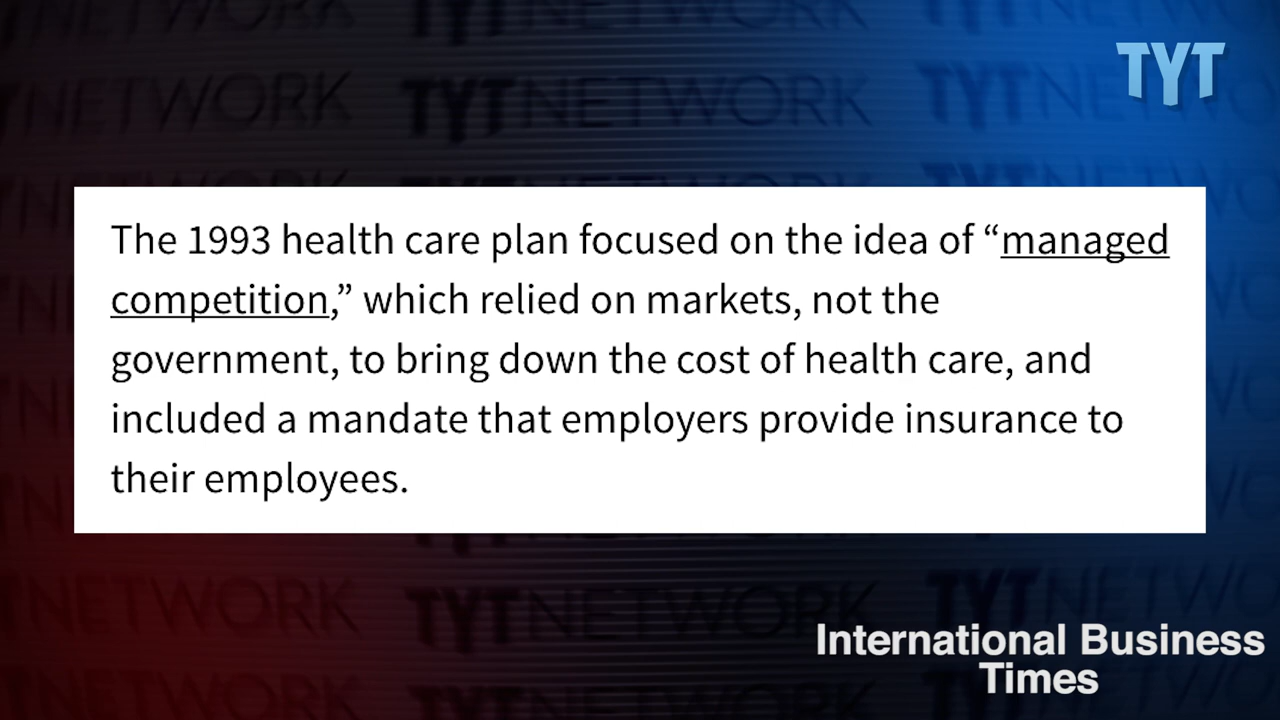 TYT
The 1993 health care plan focused on the idea of “managed
competition,” which relied on markets, not the
government, to bring down the cost of health care, and
included a mandate that employers provide insurance to
their employees.
International Business
Times
TYTNETWORK